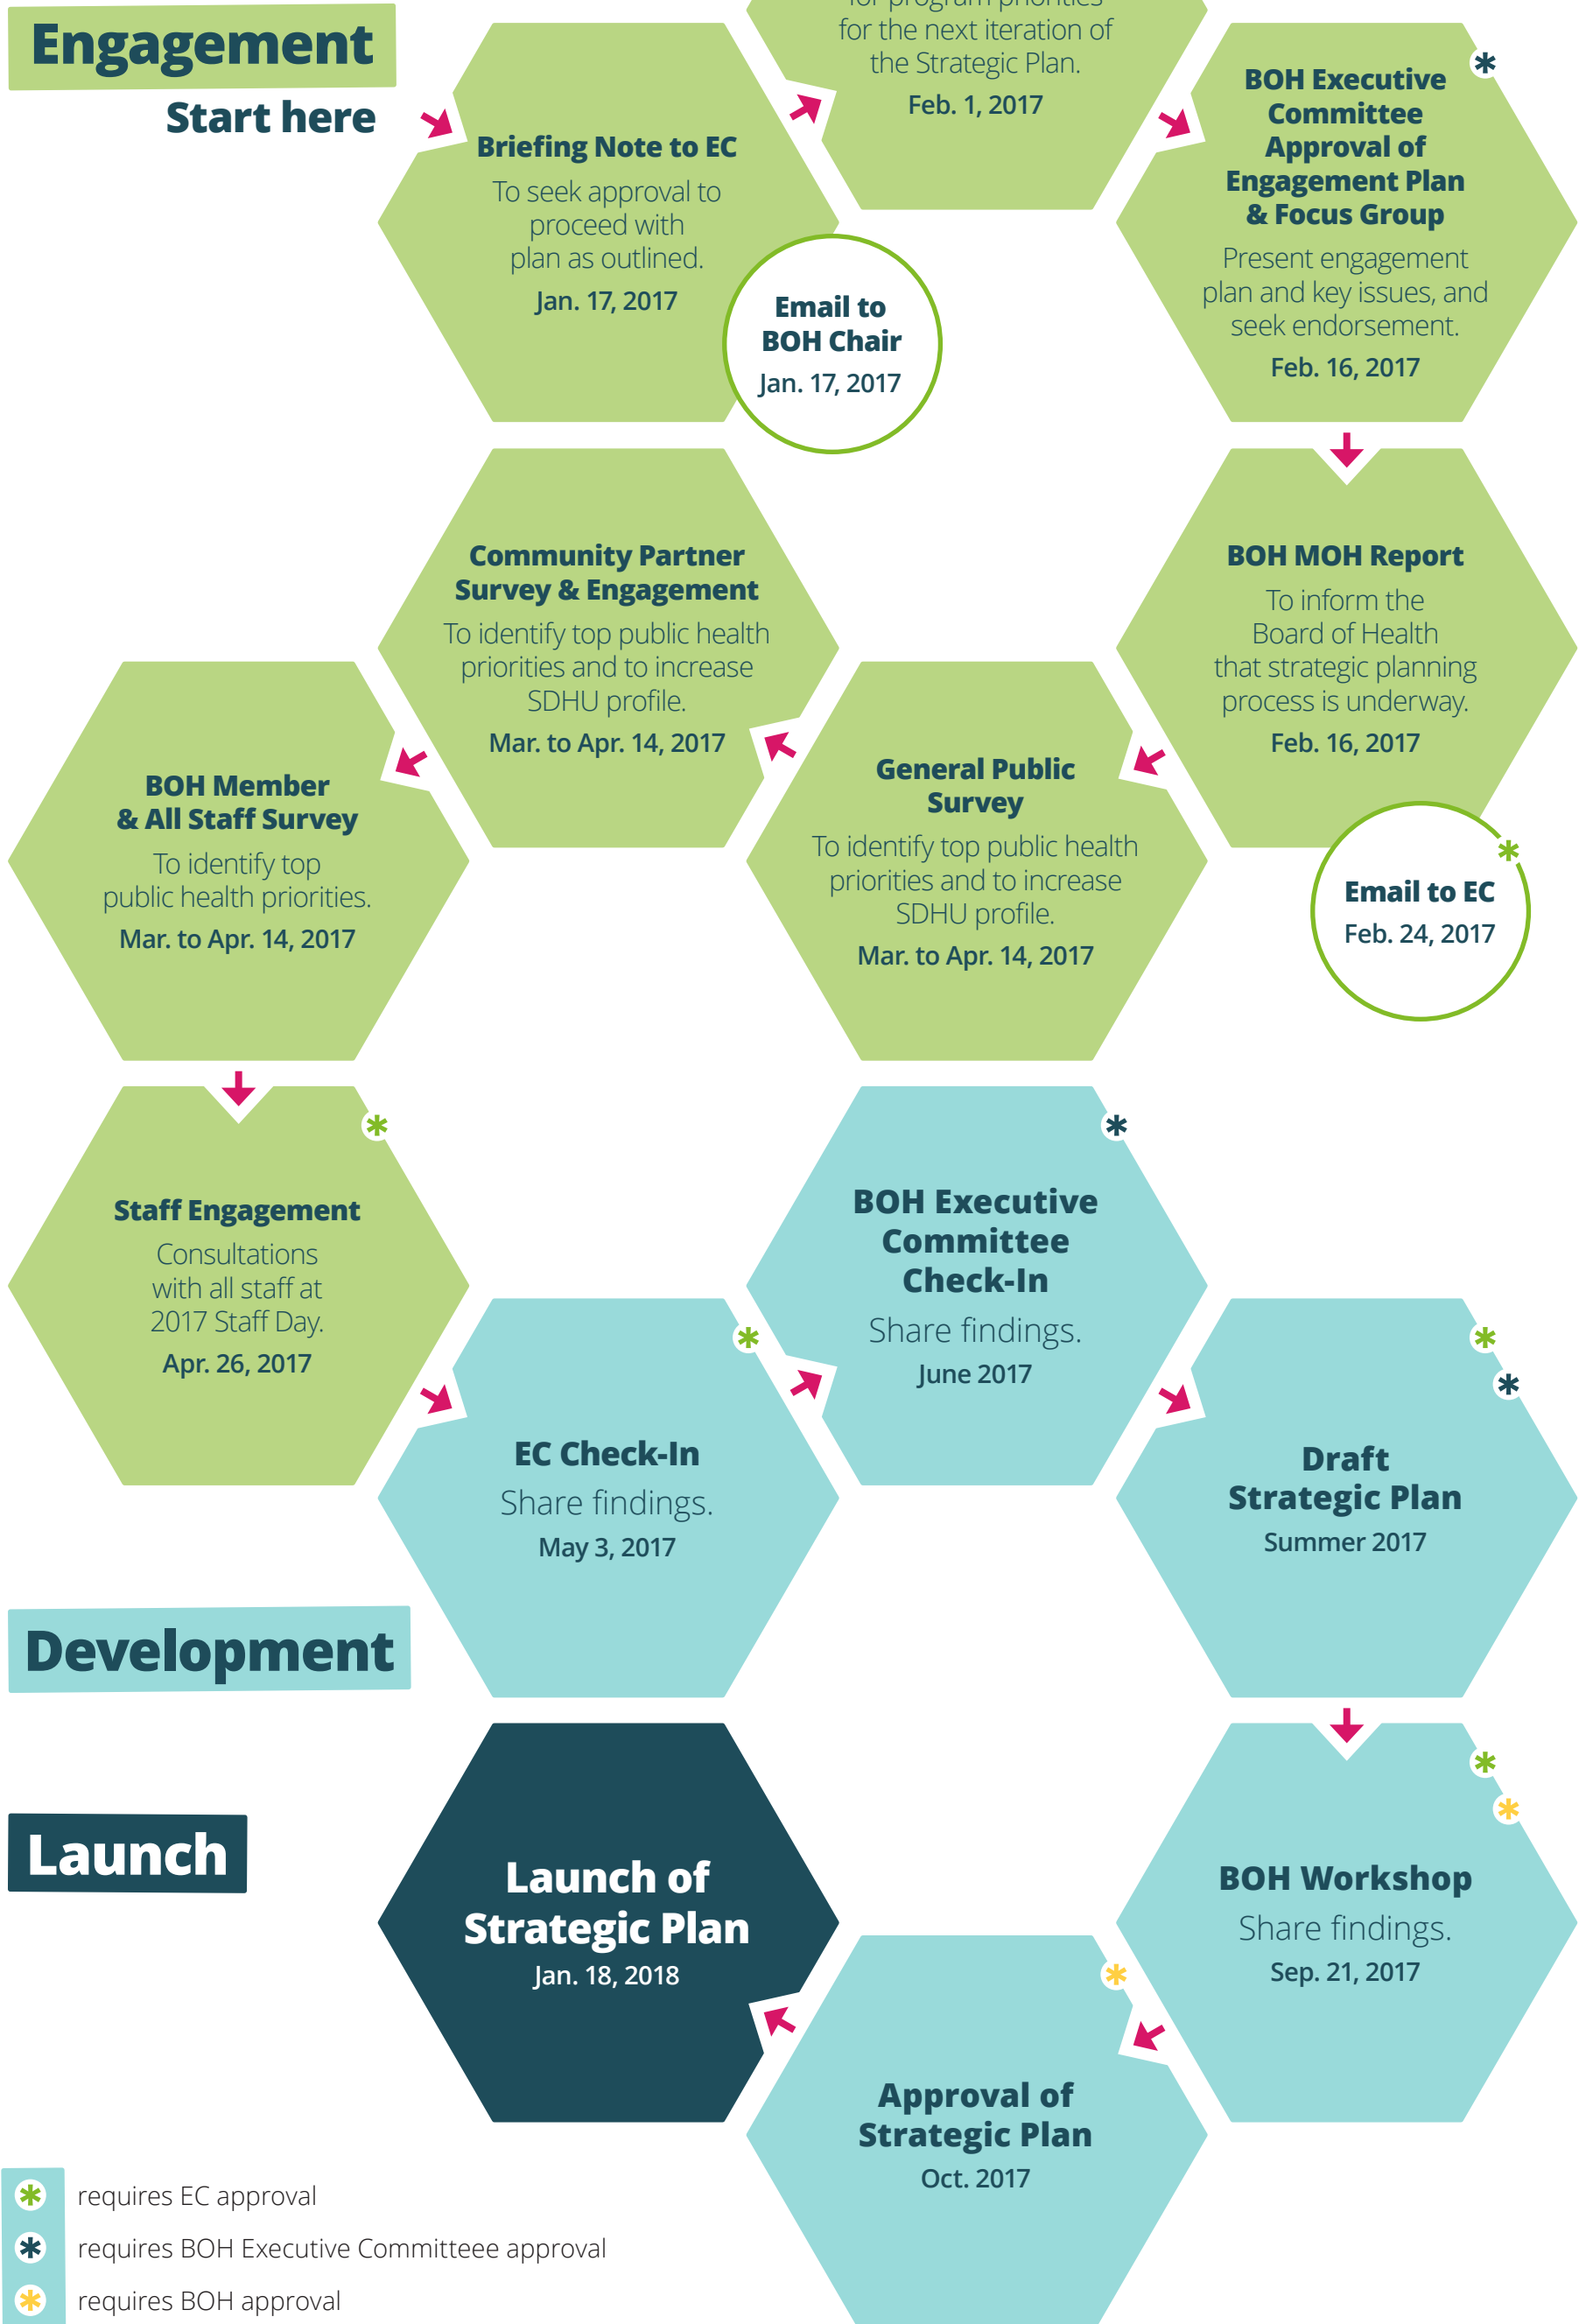 Engagement
Start here
Briefing Note to EC
To seek approval to
proceed with
plan as outlined.
Jan. 17, 2017
Email to
BOH Chair
Jan. 17, 2017
for program priorities
for the next iteration of
the Strategic Plan.
Feb. 1, 2017
BOH Executive
Committee
Approval of
Engagement Plan
& Focus Group
Present engagement
plan and key issues, and
seek endorsement.
Feb. 16, 2017
BOH MOH Report
To inform the
Board of Health
that strategic planning
process is underway.
Feb. 16, 2017
Email to EC
Feb. 24, 2017
General Public
Survey
To identify top public health
priorities and to increase
SDHU profile.
Mar. to Apr. 14, 2017
Community Partner
Survey & Engagement
To identify top public health
priorities and to increase
SDHU profile.
Mar. to Apr. 14, 2017
BOH Member
& All Staff Survey
To identify top
public health priorities.
Mar. to Apr. 14, 2017
Staff Engagement
Consultations
with all staff at
2017 Staff Day.
Apr. 26, 2017
Development
EC Check-In
Share findings.
May 3, 2017
BOH Executive
Committee
Check-In
Share findings.
June 2017
Draft
Strategic Plan
Summer 2017
BOH Workshop
Share findings.
Sep. 21, 2017
Approval of
Strategic Plan
Oct. 2017
Launch
Launch of
Strategic Plan
Jan. 18, 2018
* requires EC approval
* requires BOH Executive Committeee approval
* requires BOH approval